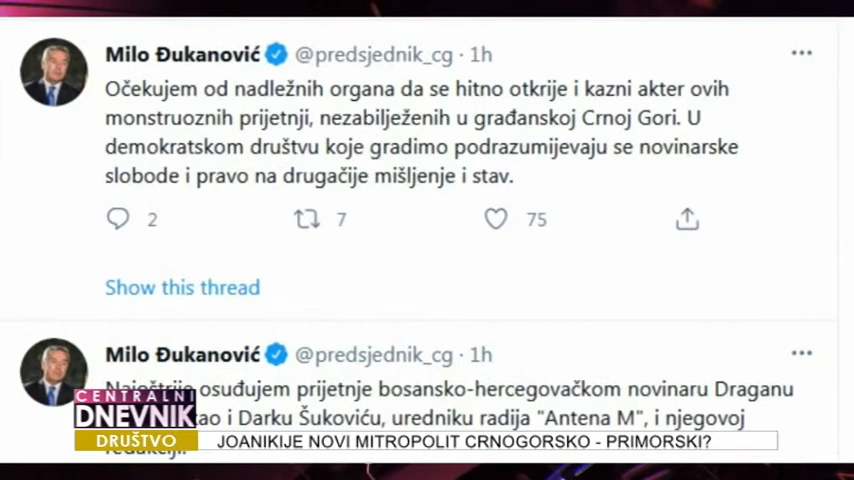 Milo Đukanović @predsjednik_cg · 1h
Očekujem od nadležnih organa da se hitno otkrije i kazni akter ovih
monstruoznih prijetnji, nezabilježenih u građanskoj Crnoj Gori. U
demokratskom društvu koje gradimo podrazumijevaju se novinarske
slobode i pravo na drugačije mišljenje i stav.
2 7 75
Show this thread
Milo Đukanović @predsjednik_cg · 1h
Najoštrije osuđujem prijetnje bosansko-hercegovačkom novinaru Draganu
i Darku Šukoviću, uredniku radija "Antena M", i njegovoj
redakciji.
CENTRALNI
DNEVNIK
DRUŠTVO
JOANIKIJE NOVI MITROPOLIT CRNOGORSKO - PRIMORSKI?